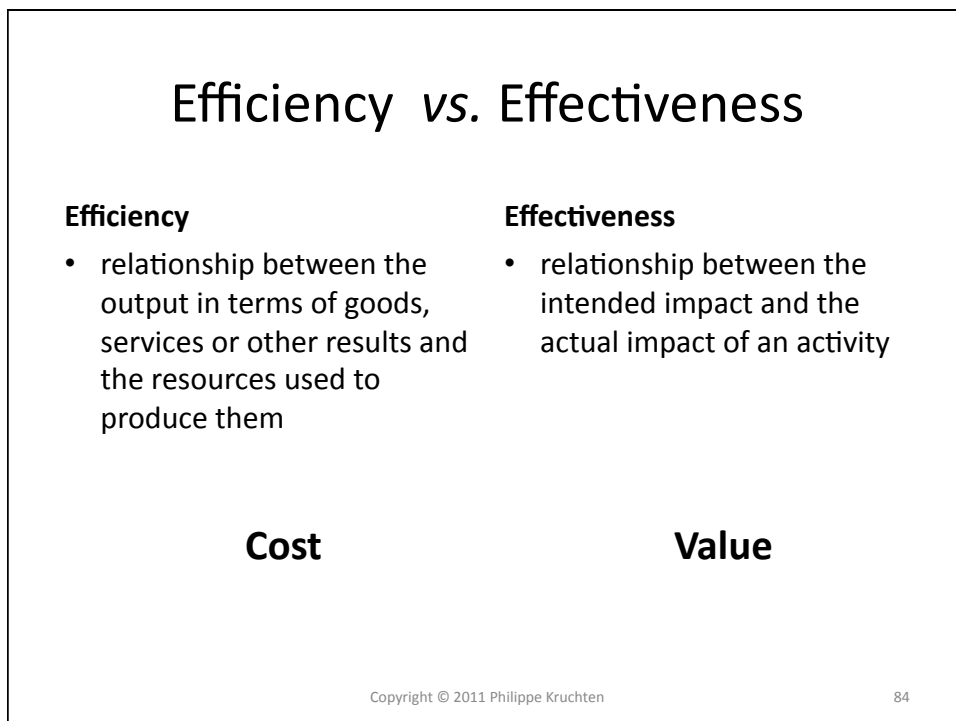 Efficiency vs. Effectiveness
Efficiency
• relationship between the
output in terms of goods,
services or other results and
the resources used to
produce them
Cost
Effectiveness
• relationship between the
intended impact and the
actual impact of an activity
Value
Copyright © 2011 Philippe Kruchten
84